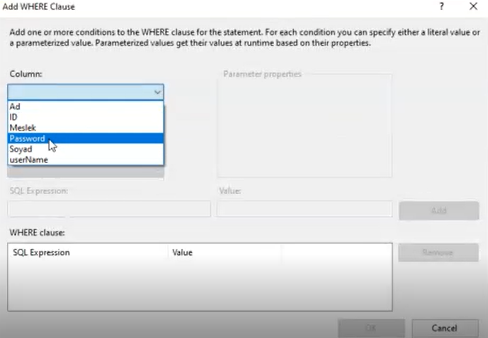 Add WHERE Clause
Add one or more conditions to the WHERE clause for the statement. For each condition you can specify either a literal value or
a parameterized value. Parameterized values get their values at runtime based on their properties.
Column:
Parameter properties
Ad
ID
Meslek
Password
Soyad
userName
SQL Expression:
Value:
Add
WHERE clause:
SQL Expression
Value
Remove
OK
Cancel